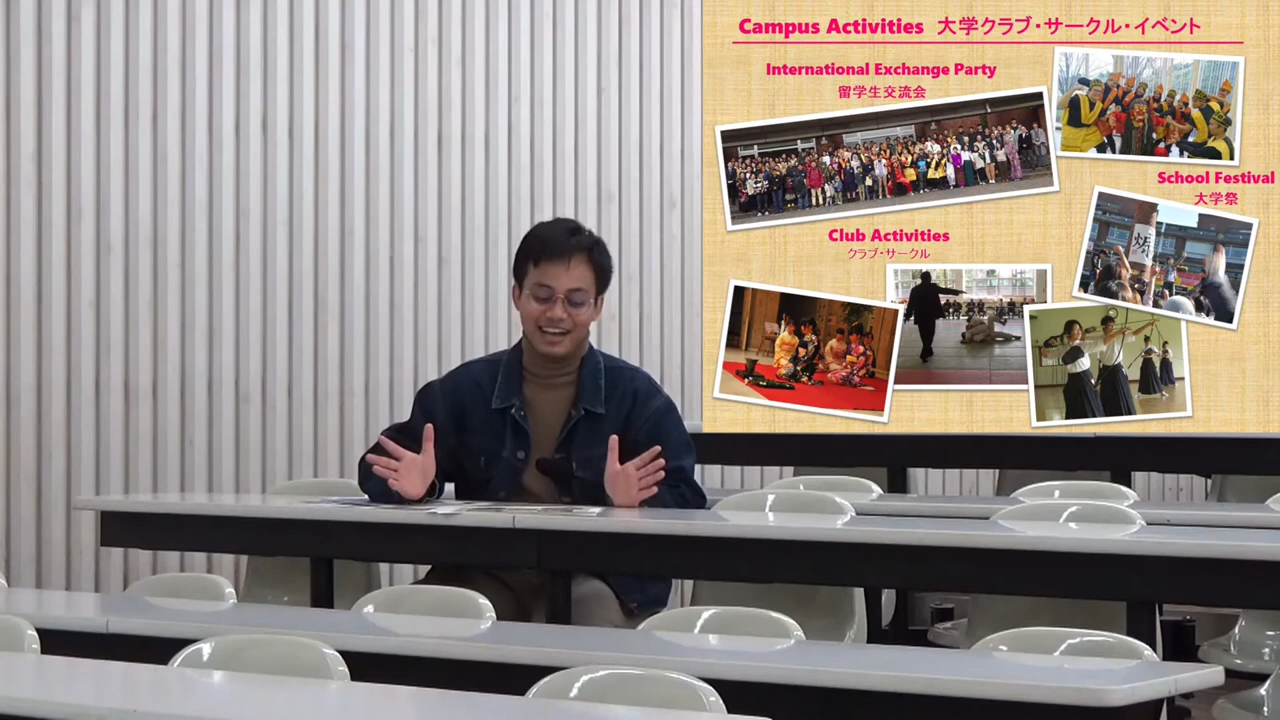 Campus Activities 大学クラブ・サークル・イベント
International Exchange Party
留学生交流会
School Festival
大学祭
Club Activities
クラブ・サークル